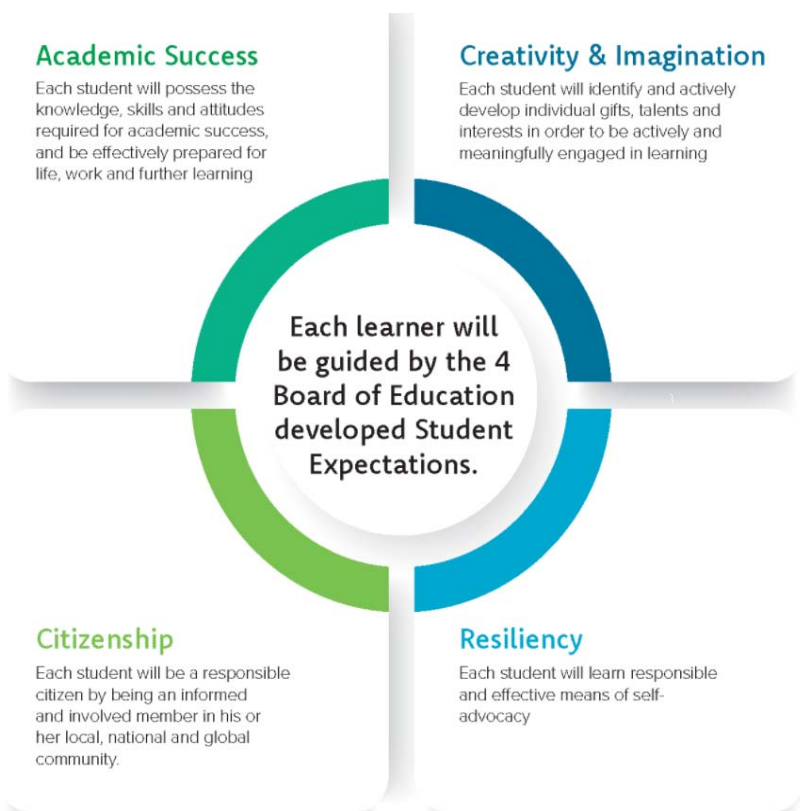 Academic Success
Each student will possess the
knowledge, skills and attitudes
required for academic success,
and be effectively prepared for
life, work and further learning
Creativity & Imagination
Each student will identify and actively
develop individual gifts, talents and
interests in order to be actively and
meaningfully engaged in learning
Each learner will
be guided by the 4
Board of Education
developed Student
Expectations.
Citizenship
Each student will be a responsible
citizen by being an informed
and involved member in his or
her local, national and global
community.
Resiliency
Each student will learn responsible
and effective means of self-
advocacy